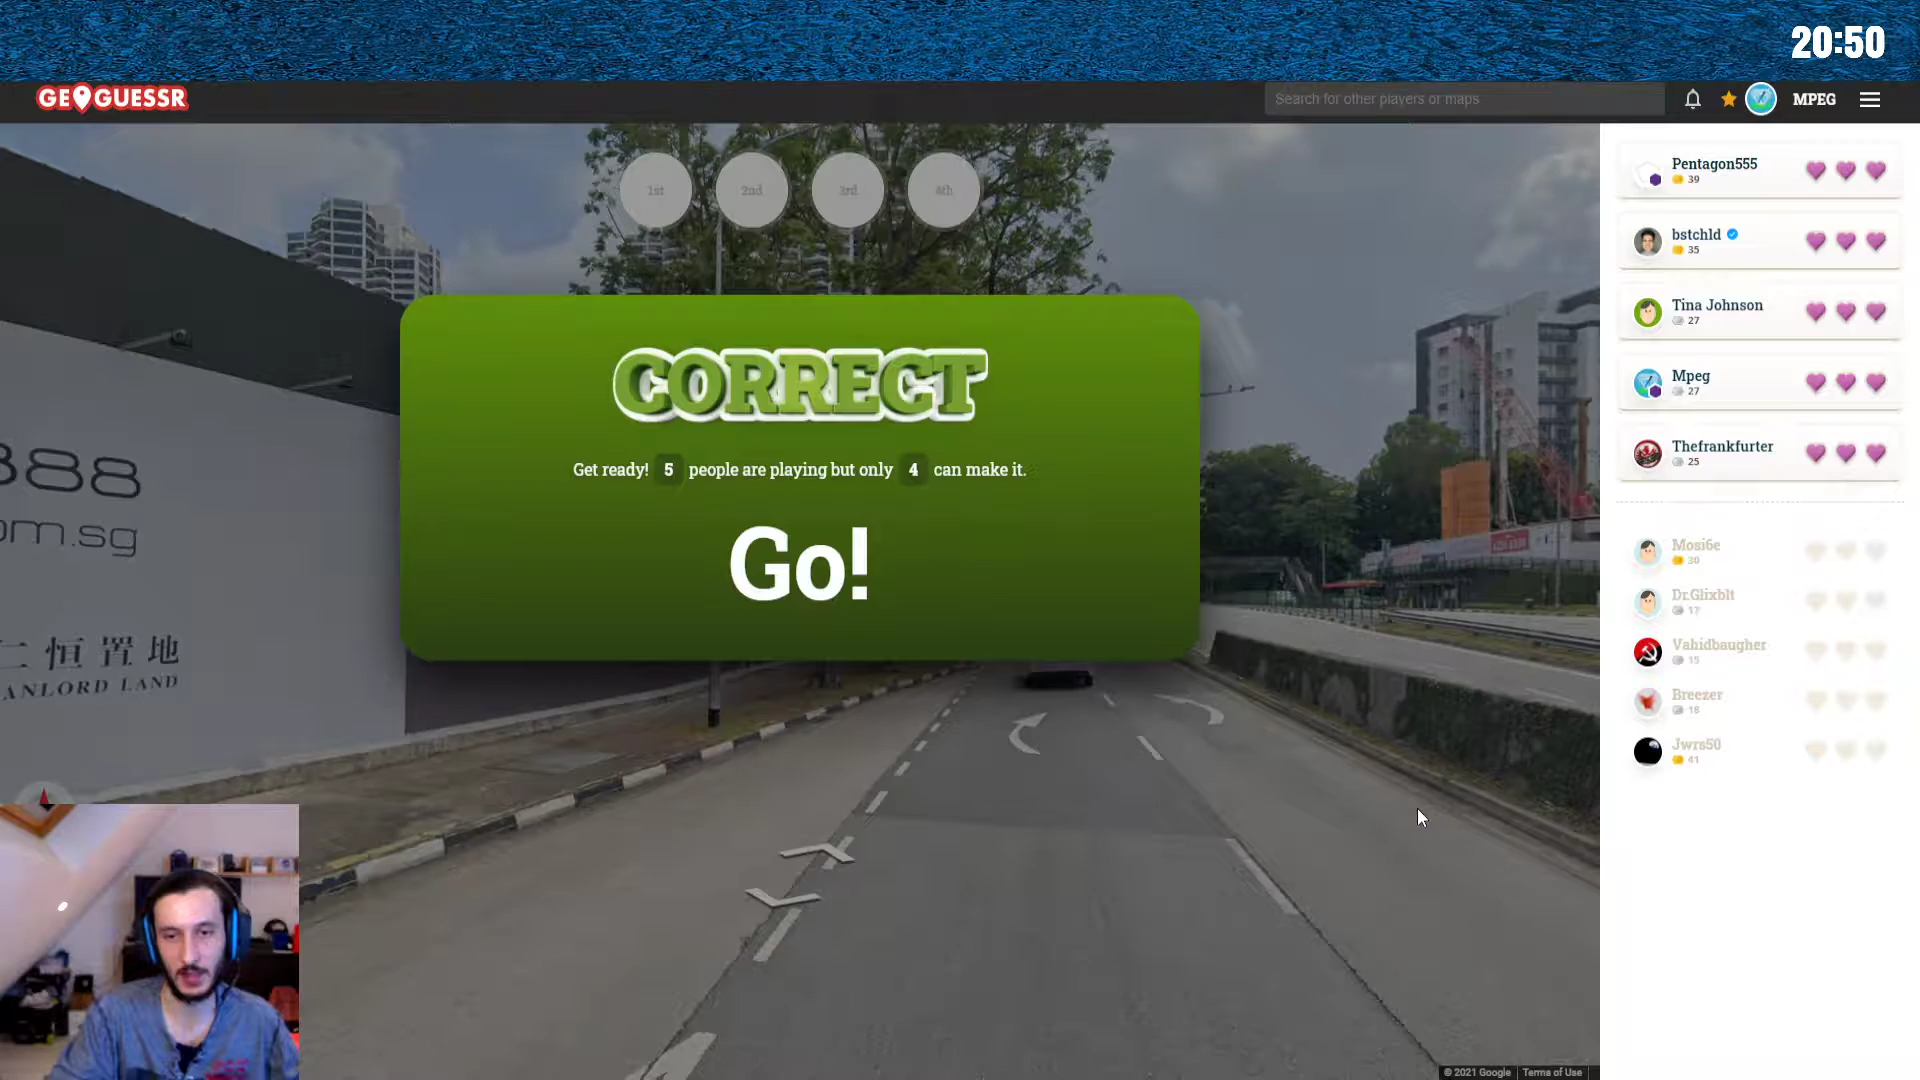 20:50
GEOGUESSR
Search for other players or maps
MPEG
1st
2nd
3rd
4th
CORRECT
Get ready! 5 people are playing but only 4 can make it.
Go!
888
om.sg
仁恒置地
ANLORD LAND
Pentagon555
39
bstchld
35
Tina Johnson
27
Mpeg
27
Thefrankfurter
25
Mosi6e
30
Dr.Glixblt
17
Vahidbaugher
15
Breezer
18
Jwrs50
41
© 2021 Google
Terms of Use